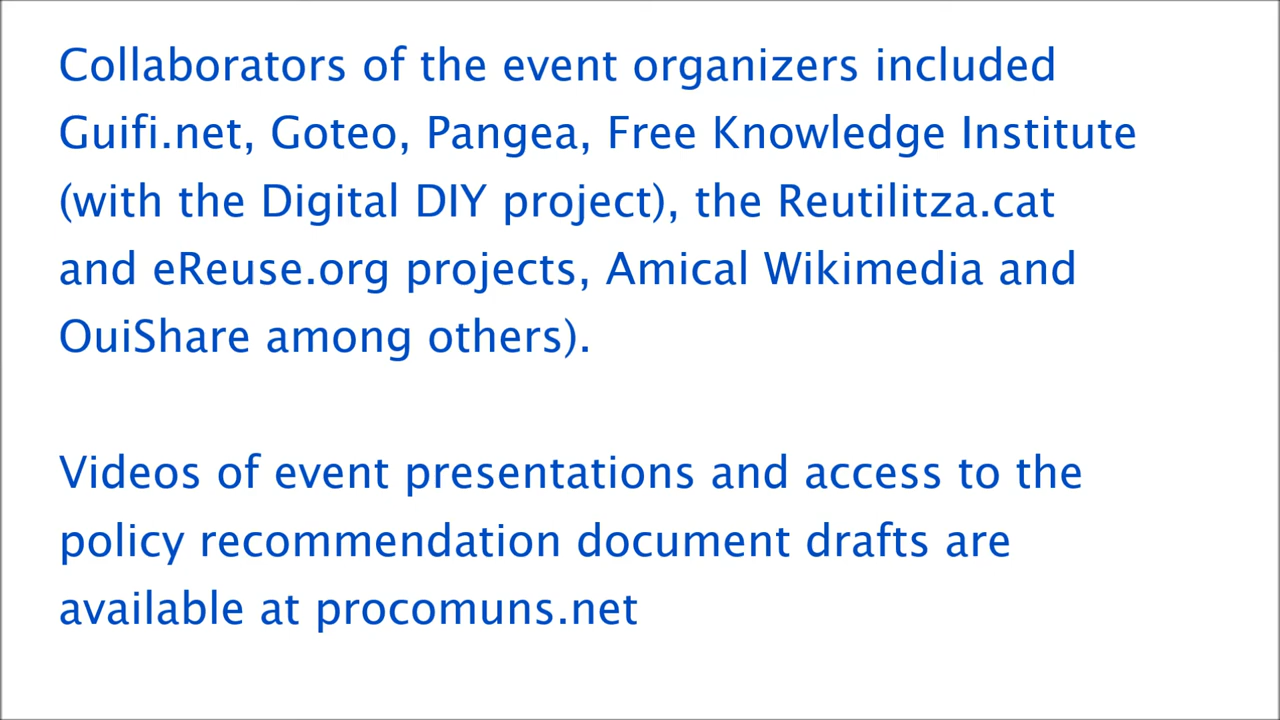 Collaborators of the event organizers included
Guifi.net, Goteo, Pangea, Free Knowledge Institute
(with the Digital DIY project), the Reutilitza.cat
and eReuse.org projects, Amical Wikimedia and
OuiShare among others).
Videos of event presentations and access to the
policy recommendation document drafts are
available at procomuns.net